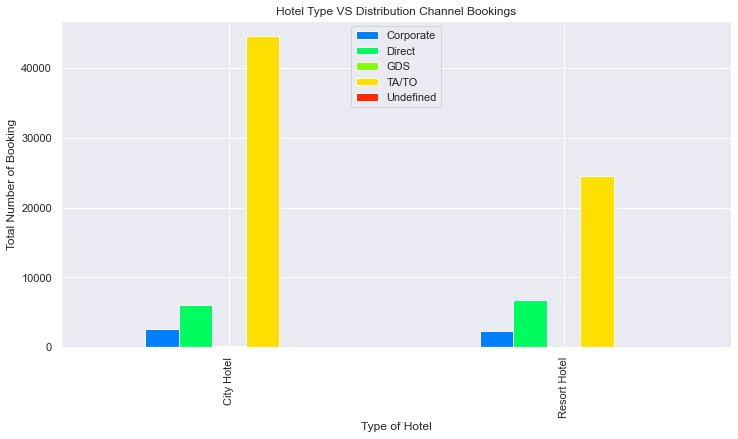 Hotel Type VS Distribution Channel Bookings
Corporate
Direct
GDS
TA/TO
Undefined
Total Number of Booking
40000
30000
20000
10000
0
City Hotel
Resort Hotel
Type of Hotel